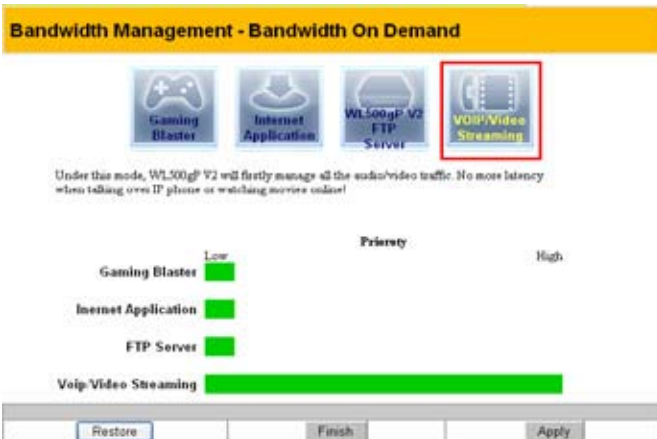 Bandwidth Management - Bandwidth On Demand
Gaming Blaster
Internet Application
WL500gP V2 FTP Server
VOIP/Video Streaming
Under this mode, WL500gP V2 will firstly manage all the audio/video traffic. No more latency
when talking over IP phone or watching movies online!
Priorety
Low High
Gaming Blaster
Inernet Application
FTP Server
Voip/Video Streaming
Restore Finish Apply